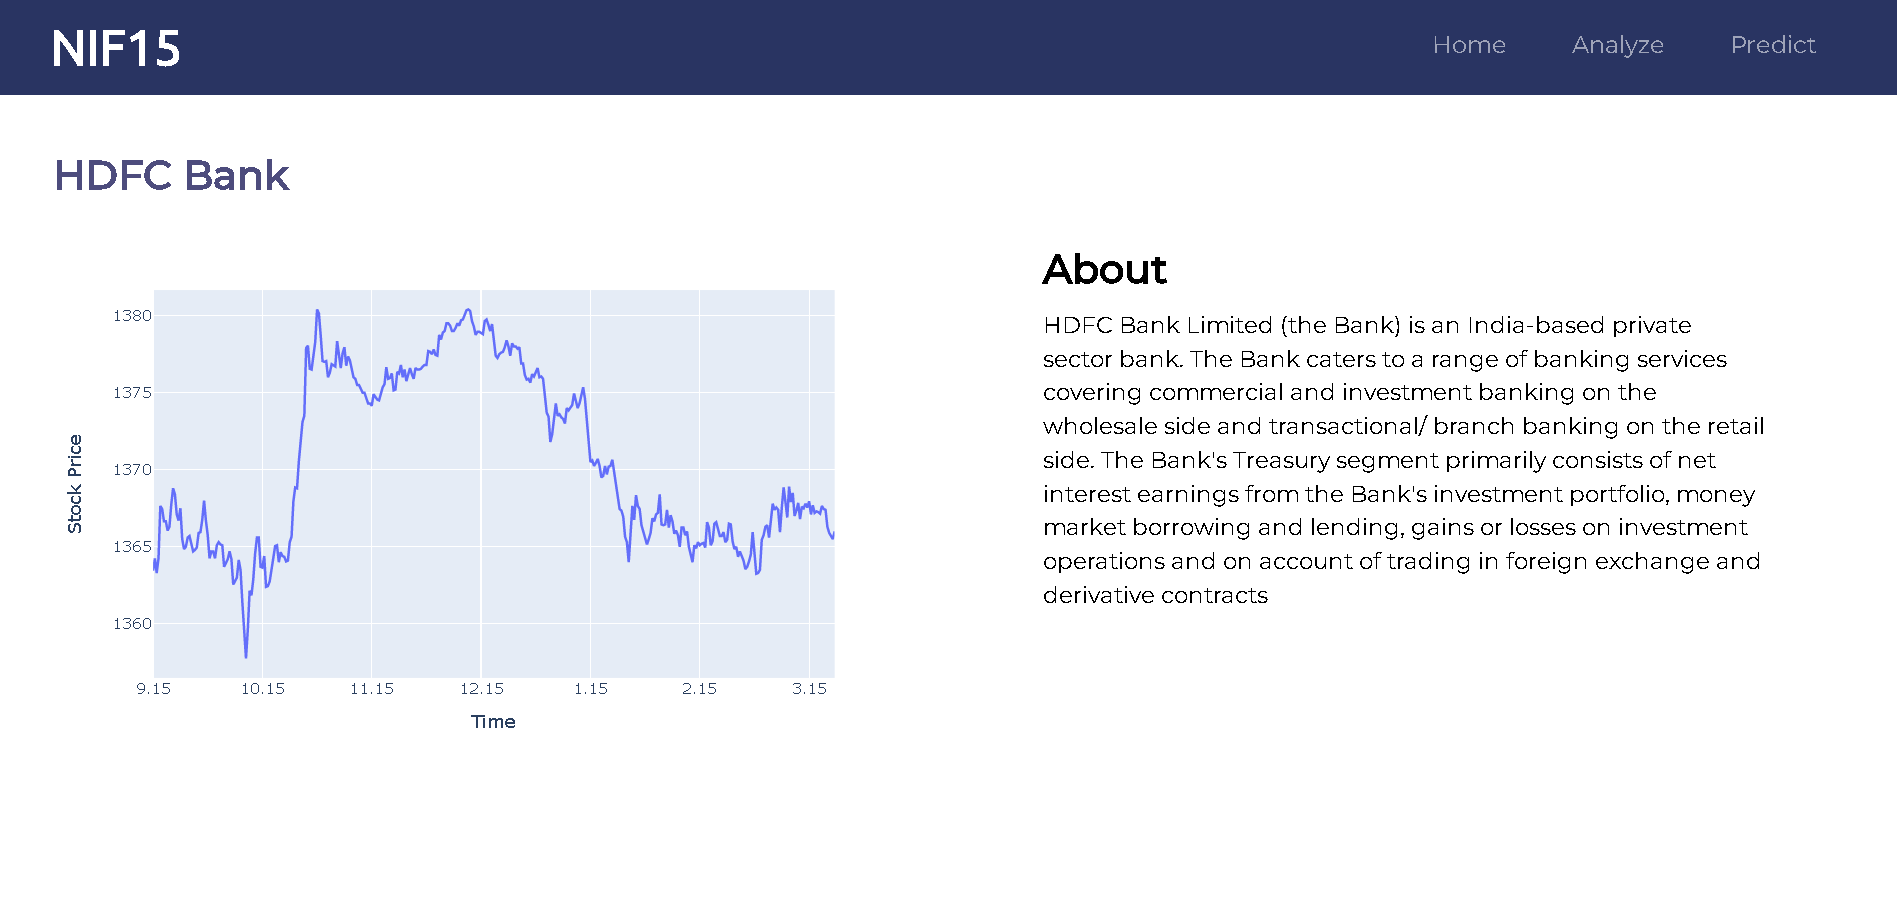 NIF15
Home Analyze Predict
HDFC Bank
About
HDFC Bank Limited (the Bank) is an India-based private
sector bank. The Bank caters to a range of banking services
covering commercial and investment banking on the
wholesale side and transactional/ branch banking on the retail
side. The Bank's Treasury segment primarily consists of net
interest earnings from the Bank's investment portfolio, money
market borrowing and lending, gains or losses on investment
operations and on account of trading in foreign exchange and
derivative contracts
Stock Price
1380
1375
1370
1365
1360
9.15 10.15 11.15 12.15 1.15 2.15 3.15
Time